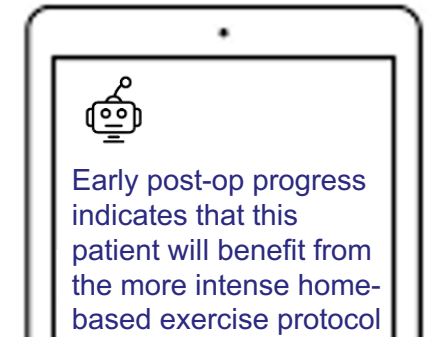 Early post-op progress
indicates that this
patient will benefit from
the more intense home-
based exercise protocol